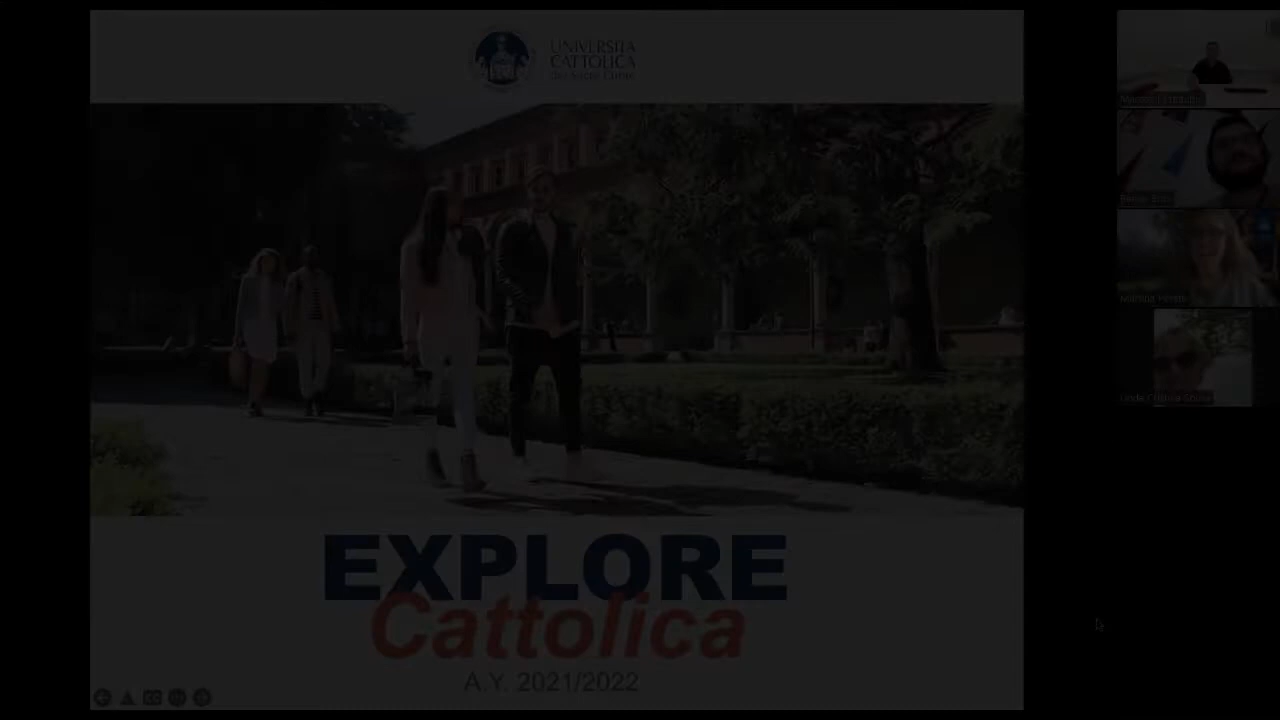 UNIVERSITÀ
CATTOLICA
del Sacro Cuore
EXPLORE
Cattolica
A.Y. 2021/2022